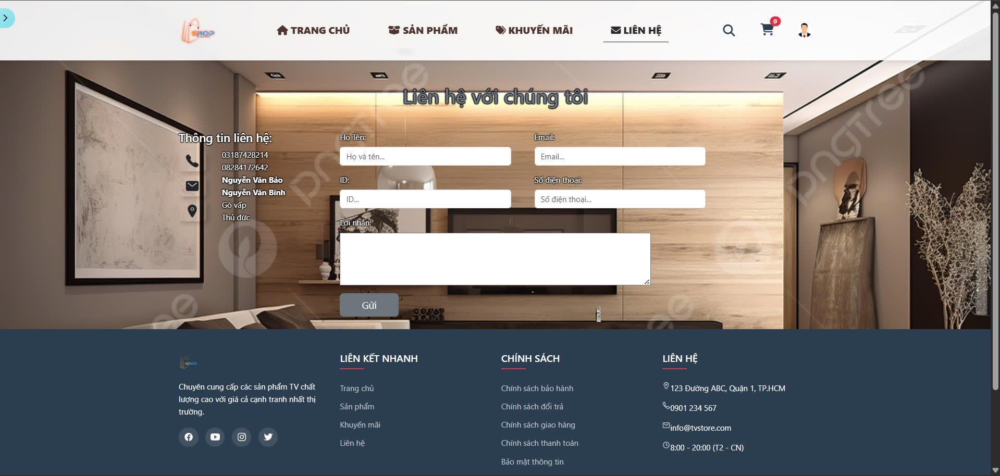 SHOP
TRANG CHỦ
SẢN PHẨM
KHUYẾN MÃI
LIÊN HỆ
0
Liên hệ với chúng tôi
Thông tin liên hệ:
03187428214
08284172642
Nguyễn Văn Bảo
Nguyễn Văn Bình
Gò vấp
Thủ đức
Họ Tên:
Họ và tên...
Email:
Email...
ID:
ID...
Số điện thoại:
Số điện thoại...
Lời nhắn:
Gửi
pngtree
pngtree
SHOP
Chuyên cung cấp các sản phẩm TV chất
lượng cao với giá cả cạnh tranh nhất thị
trường.
LIÊN KẾT NHANH
Trang chủ
Sản phẩm
Khuyến mãi
Liên hệ
CHÍNH SÁCH
Chính sách bảo hành
Chính sách đổi trả
Chính sách giao hàng
Chính sách thanh toán
Bảo mật thông tin
LIÊN HỆ
123 Đường ABC, Quận 1, TP.HCM
0901 234 567
info@tvstore.com
8:00 - 20:00 (T2 - CN)